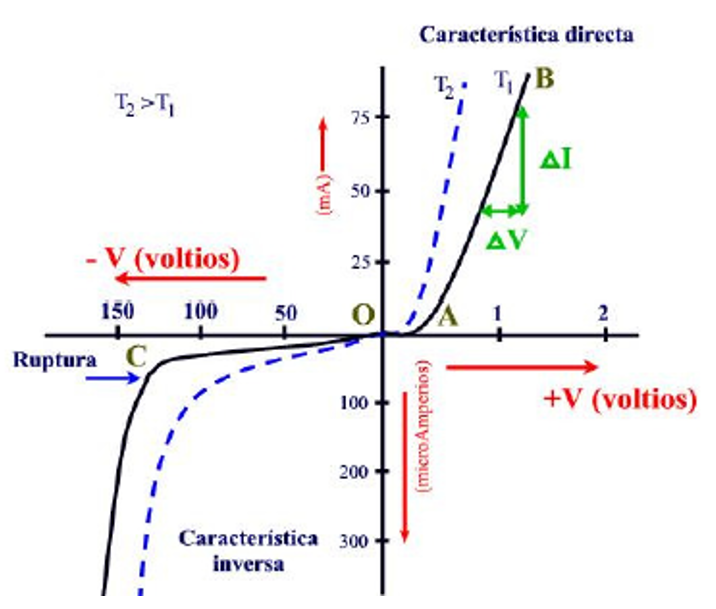 Característica directa
T2 >T1
T2
T1
B
75
ΔI
50
(mA)
ΔV
- V (voltios)
25
150
100
50
O
A
1
2
Ruptura
C
+V (voltios)
100
(microAmperios)
200
Característica
inversa
300